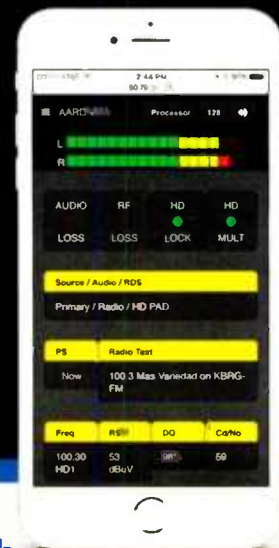 2:44 PM
Processor 128
L
R
AUDIO RF HD HD
LOSS LOSS LOCK MULT
Source / Audio / RDS
Primary / Radio / HD PAD
PS Radio Text
Now 100 3 Mas Variedad on KBRG-
FM
Freq DQ Cd/No
100.30 53 59
HD1 dBuV